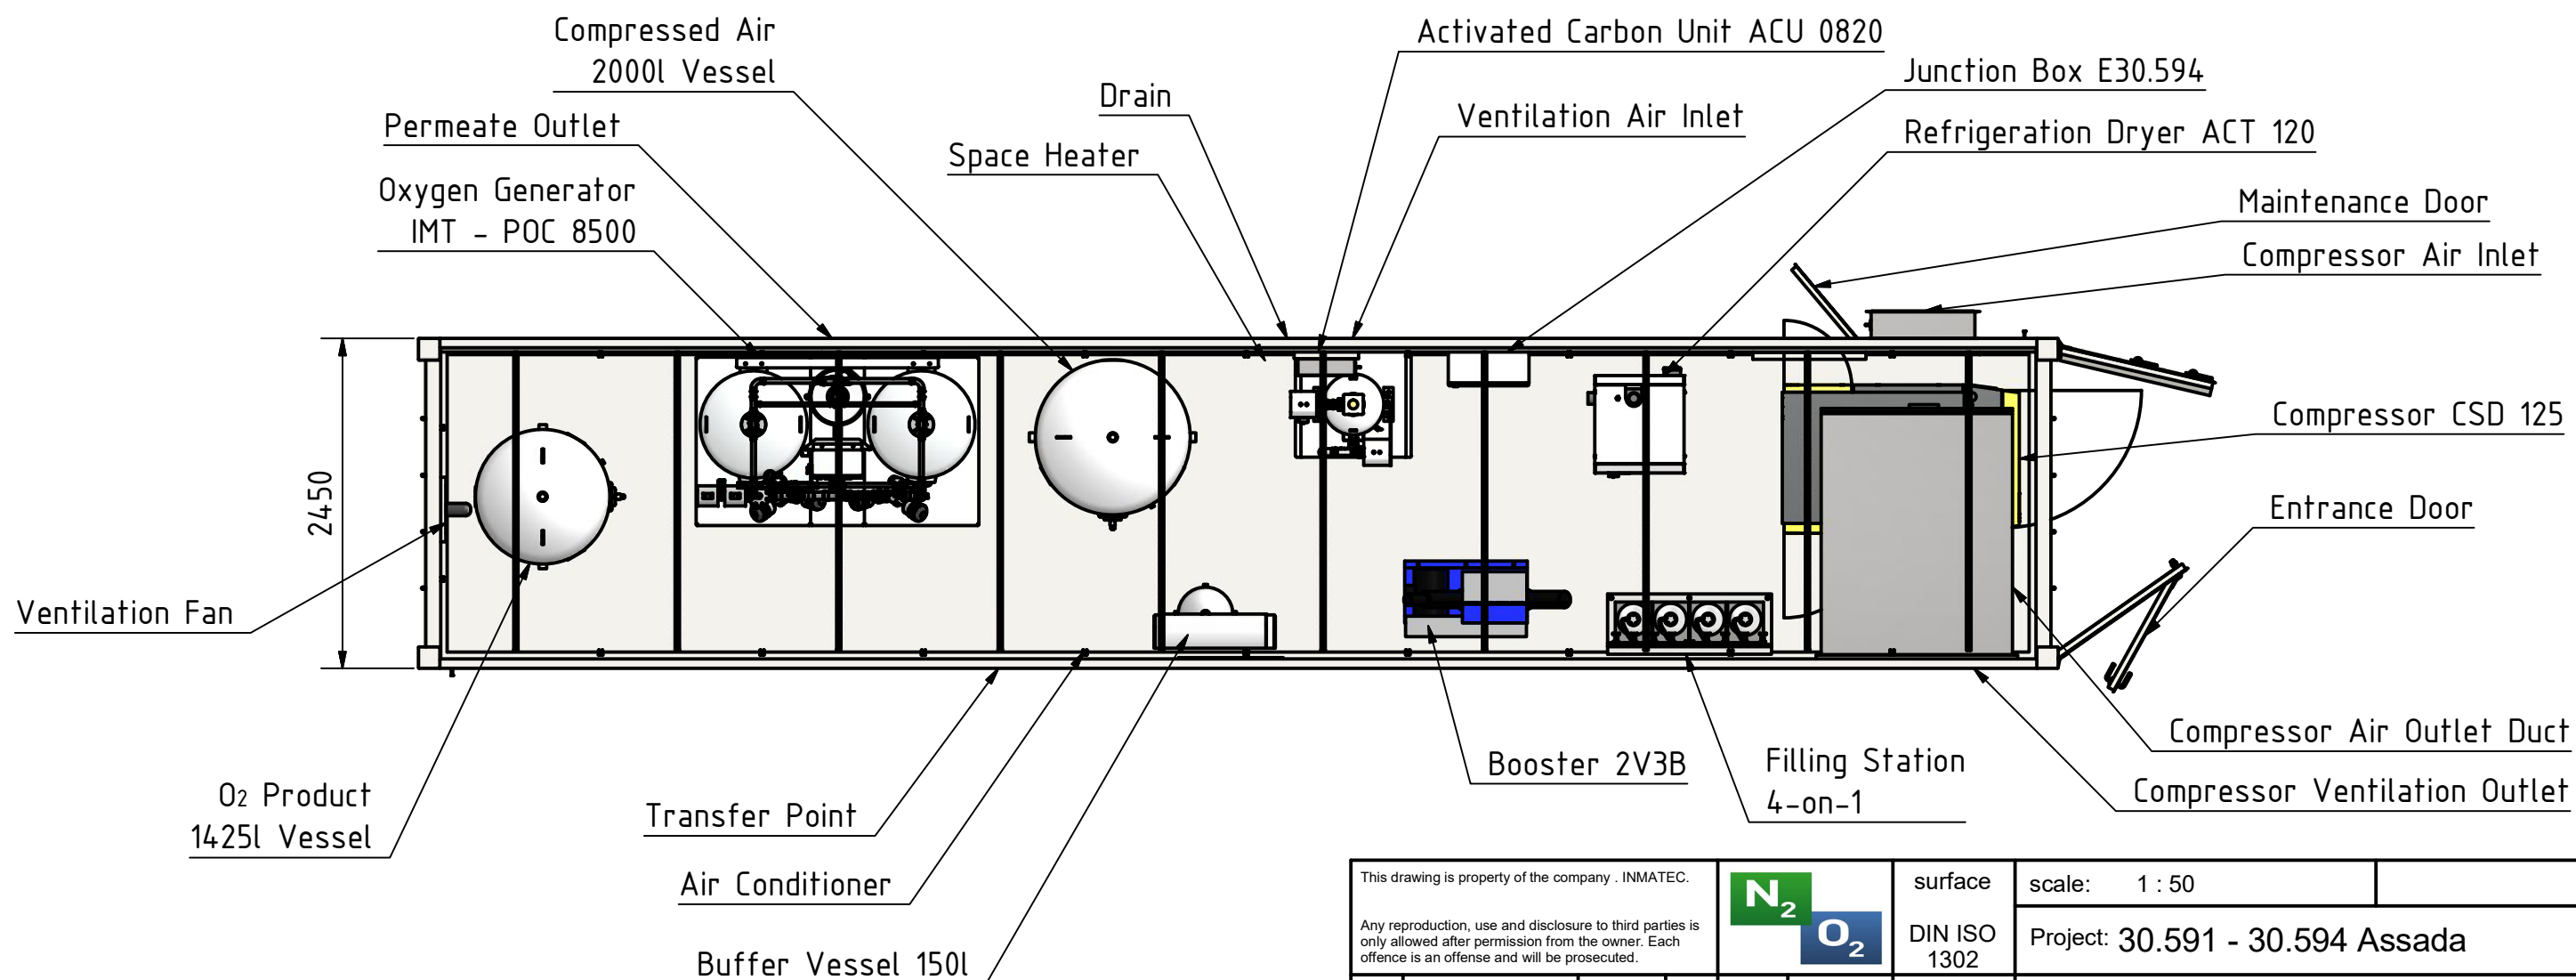 Compressed Air
2000l Vessel
Activated Carbon Unit ACU 0820
Junction Box E30.594
Drain
Ventilation Air Inlet
Permeate Outlet
Refrigeration Dryer ACT 120
Space Heater
Oxygen Generator
IMT - POC 8500
Maintenance Door
Compressor Air Inlet
Compressor CSD 125
2450
Entrance Door
Ventilation Fan
Compressor Air Outlet Duct
Booster 2V3B
Filling Station
4-on-1
O₂ Product
1425l Vessel
Transfer Point
Compressor Ventilation Outlet
Air Conditioner
Buffer Vessel 150l
This drawing is property of the company . INMATEC.
Any reproduction, use and disclosure to third parties is
only allowed after permission from the owner. Each
offence is an offense and will be prosecuted.
N₂
O₂
surface
DIN ISO
1302
scale: 1 : 50
Project: 30.591 - 30.594 Assada